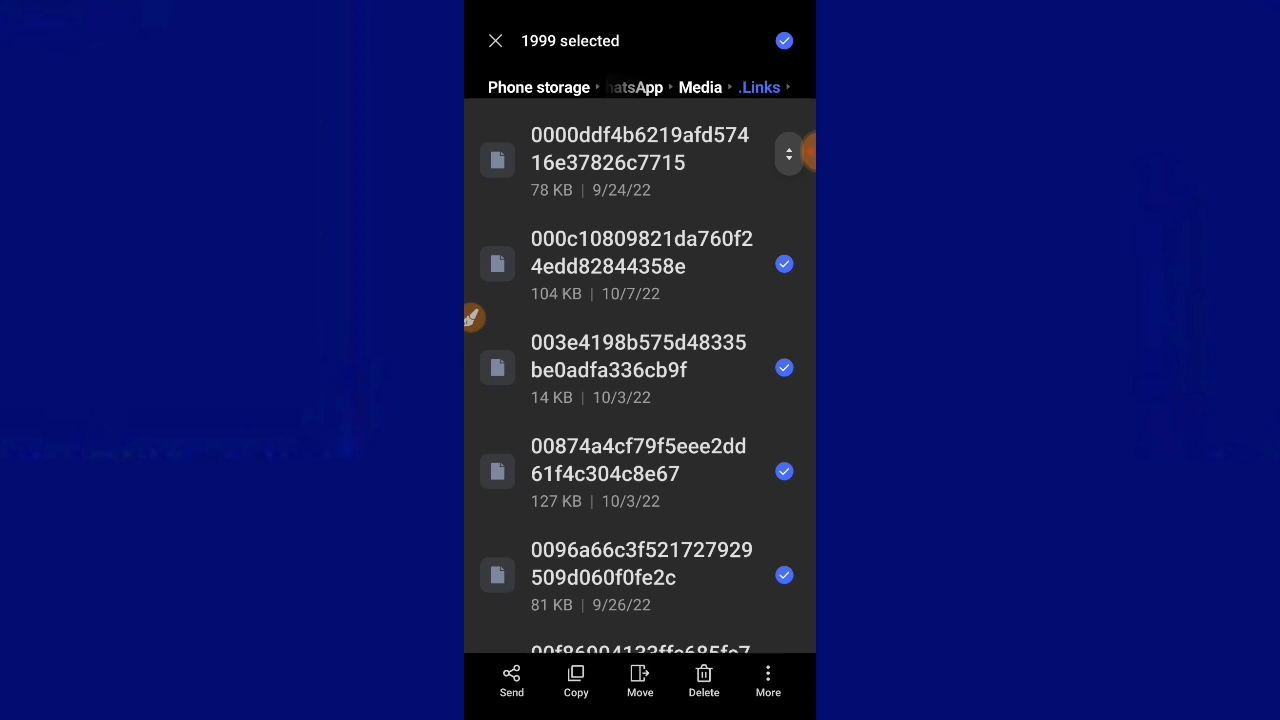 1999 selected
Phone storage hatsApp Media .Links
0000ddf4b6219afd574
16e37826c7715
78 KB | 9/24/22
000c10809821da760f2
4edd82844358e
104 KB | 10/7/22
003e4198b575d48335
be0adfa336cb9f
14 KB | 10/3/22
00874a4cf79f5eee2dd
61f4c304c8e67
127 KB | 10/3/22
0096a66c3f521727929
509d060f0fe2c
81 KB | 9/26/22
Send Copy Move Delete More